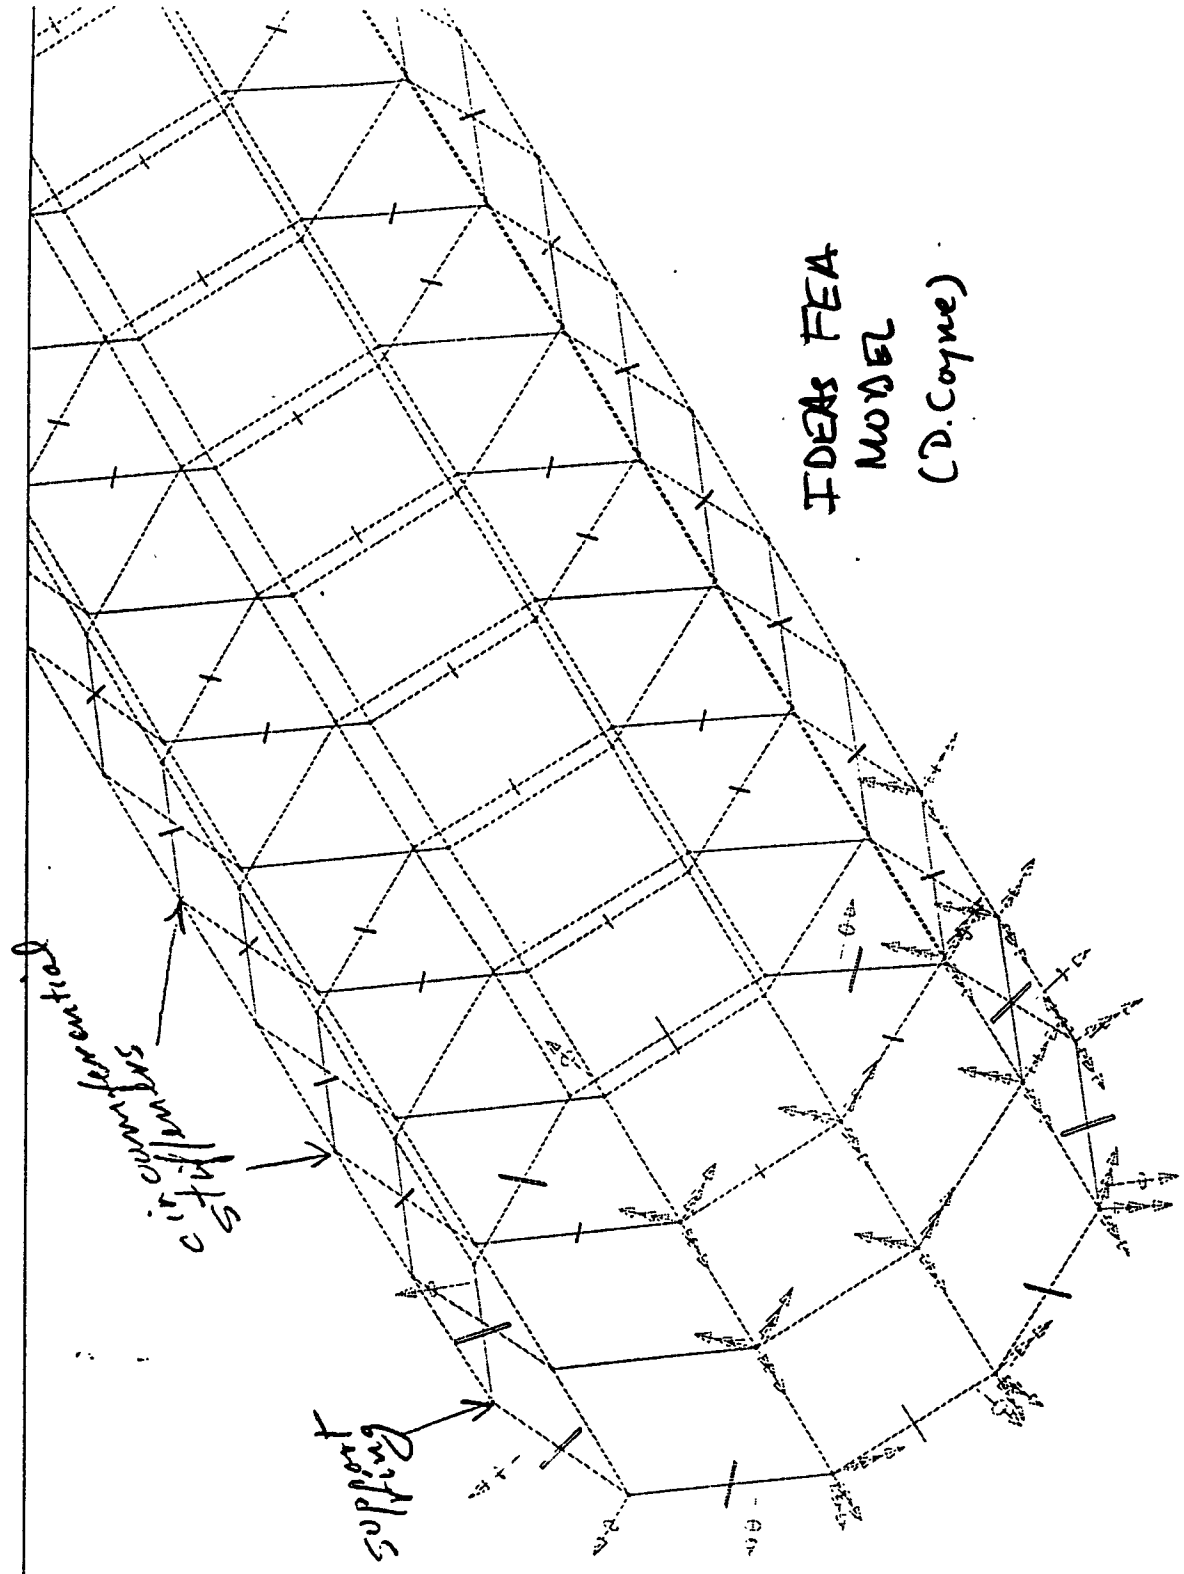 IDEAS FEA
MODEL
(D. Coyne)
circumferential
stiffeners
support
ring